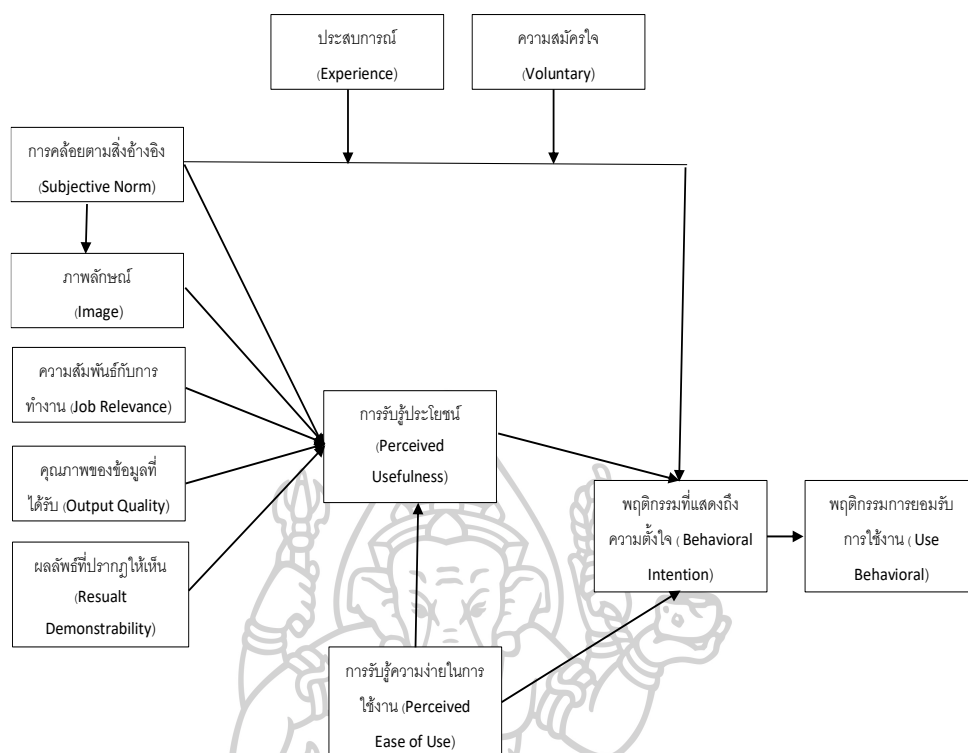 ประสบการณ์
(Experience)
ความสมัครใจ
(Voluntary)
การคล้อยตามสิ่งอ้างอิง
(Subjective Norm)
ภาพลักษณ์
(Image)
ความสัมพันธ์กับการ
ทำงาน (Job Relevance)
คุณภาพของข้อมูลที่
ได้รับ (Output Quality)
ผลลัพธ์ที่ปรากฎให้เห็น
(Resualt
Demonstrability)
การรับรู้ประโยชน์
(Perceived
Usefulness)
การรับรู้ความง่ายในการ
ใช้งาน (Perceived
Ease of Use)
พฤติกรรมที่แสดงถึง
ความตั้งใจ ( Behavioral
Intention)
พฤติกรรมการยอมรับ
การใช้งาน ( Use
Behavioral)